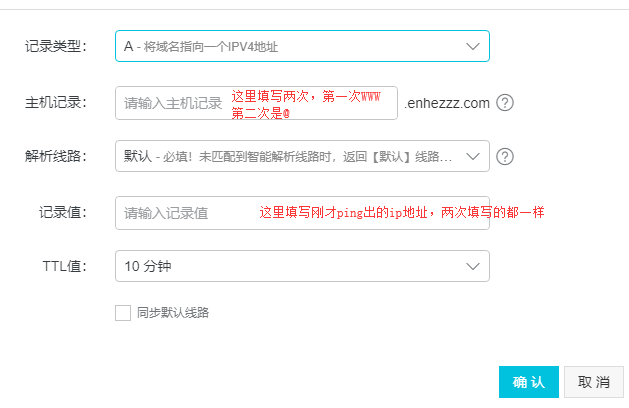 记录类型: A - 将域名指向一个IPV4地址
主机记录: 请输入主机记录 这里填写两次，第一次WWW .enhezzz.com ?
第二次是@
解析线路: 默认 - 必填！未匹配到智能解析线路时，返回【默认】线路... ?
记录值: 请输入记录值 这里填写刚才ping出的ip地址，两次填写的都一样
TTL值: 10 分钟
同步默认线路
确认 取消